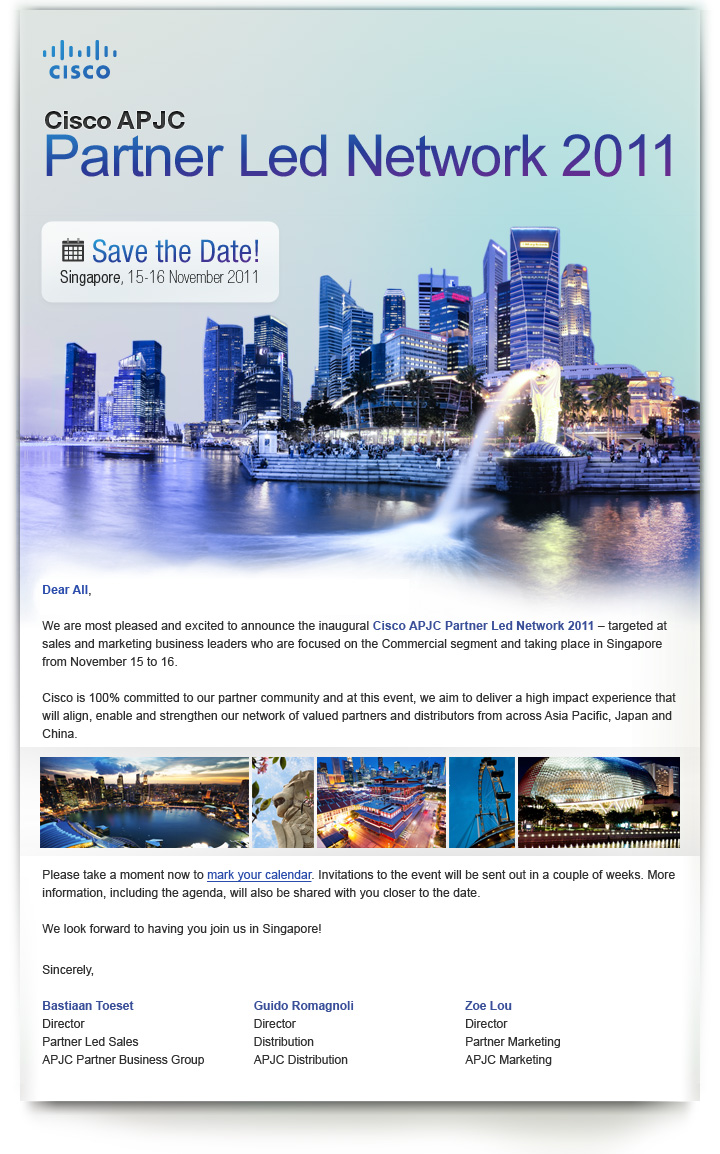 CISCO
Cisco APJC
Partner Led Network 2011
Save the Date!
Singapore, 15-16 November 2011
Dear All,
We are most pleased and excited to announce the inaugural Cisco APJC Partner Led Network 2011 – targeted at
sales and marketing business leaders who are focused on the Commercial segment and taking place in Singapore
from November 15 to 16.
Cisco is 100% committed to our partner community and at this event, we aim to deliver a high impact experience that
will align, enable and strengthen our network of valued partners and distributors from across Asia Pacific, Japan and
China.
Please take a moment now to mark your calendar. Invitations to the event will be sent out in a couple of weeks. More
information, including the agenda, will also be shared with you closer to the date.
We look forward to having you join us in Singapore!
Sincerely,
Bastiaan Toeset
Director
Partner Led Sales
APJC Partner Business Group
Guido Romagnoli
Director
Distribution
APJC Distribution
Zoe Lou
Director
Partner Marketing
APJC Marketing